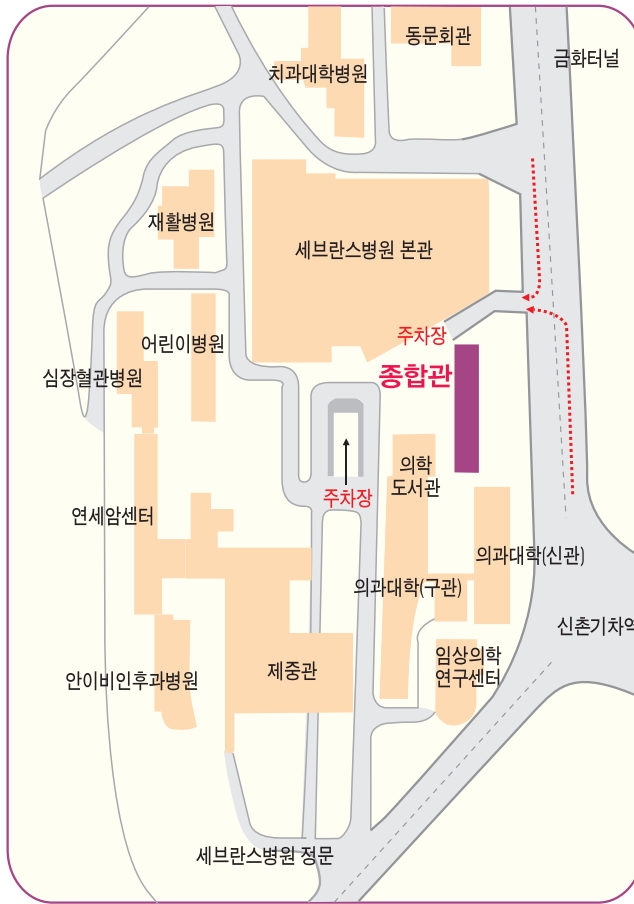 동문회관
금화터널
치과대학병원
재활병원
세브란스병원 본관
주차장
어린이병원
종합관
심장혈관병원
의학
도서관
주차장
연세암센터
의과대학(신관)
의과대학(구관)
신촌기차역
임상의학
연구센터
제중관
안이비인후과병원
세브란스병원 정문